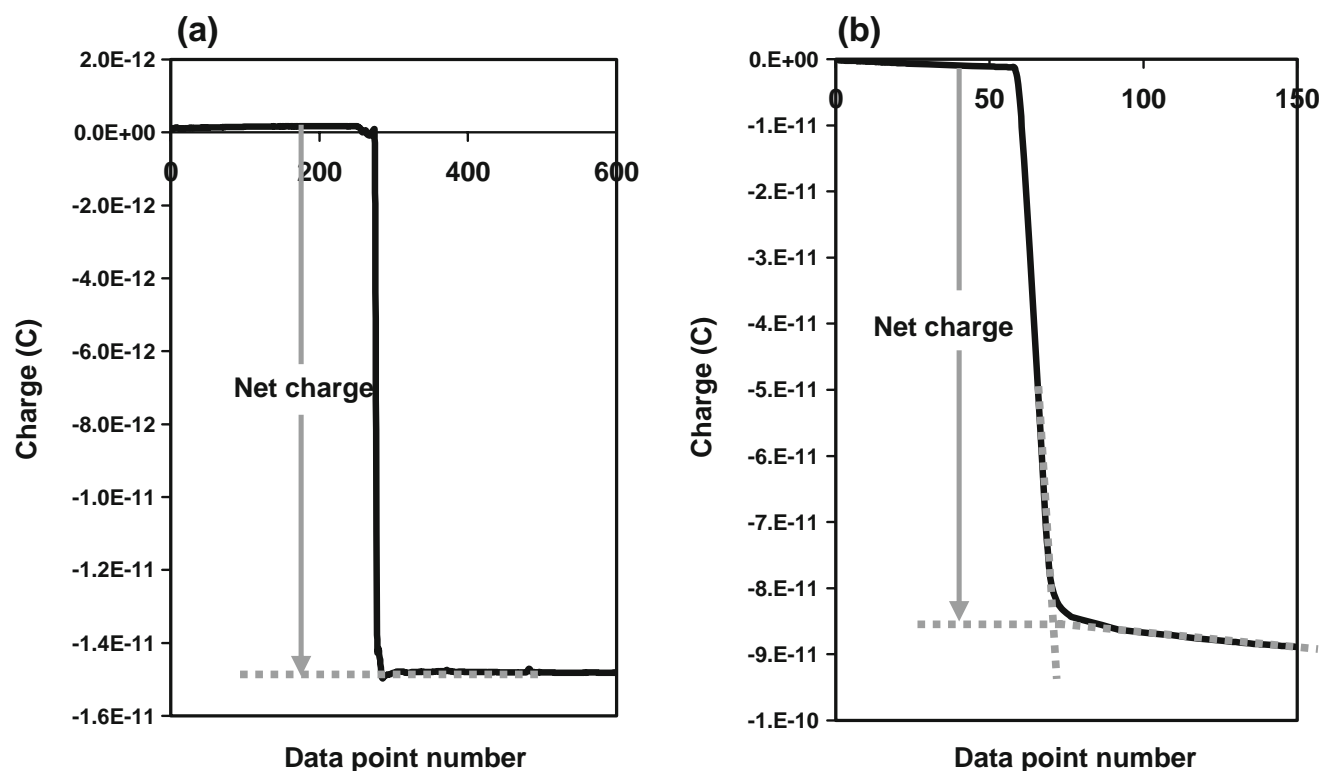 (a)
2.0E-12
0.0E+00
-2.0E-12
-4.0E-12
-6.0E-12
-8.0E-12
-1.0E-11
-1.2E-11
-1.4E-11
-1.6E-11
0
200
400
600
Charge (C)
Net charge
Data point number
(b)
0.E+00
-1.E-11
-2.E-11
-3.E-11
-4.E-11
-5.E-11
-6.E-11
-7.E-11
-8.E-11
-9.E-11
-1.E-10
0
50
100
150
Charge (C)
Net charge
Data point number